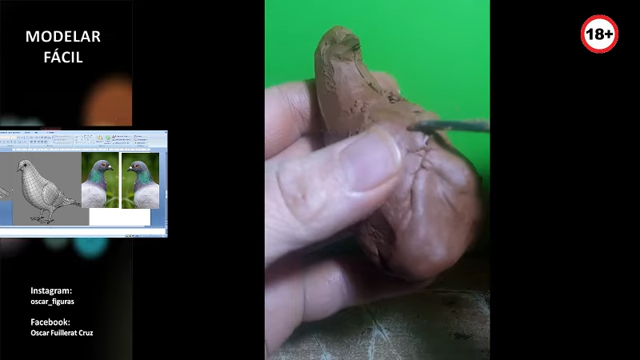 MODELAR
FÁCIL
18+
Instagram:
oscar_figuras
Facebook:
Oscar Fuillerat Cruz